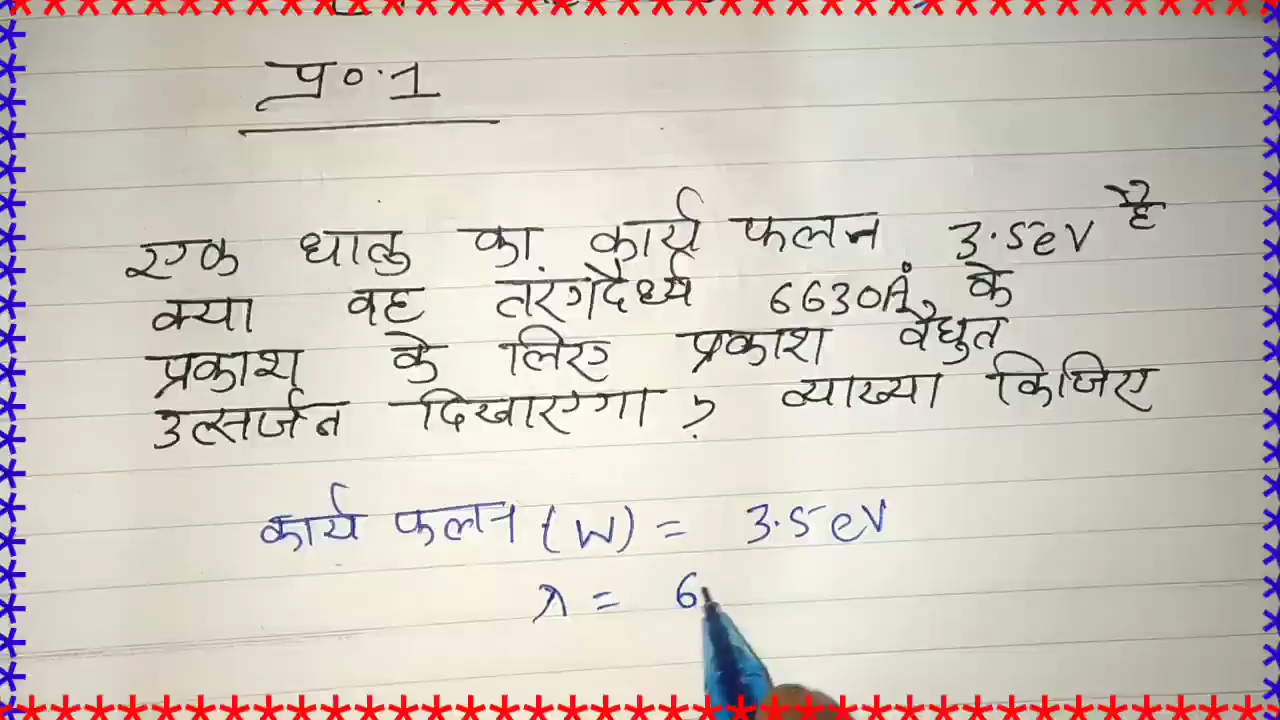 प्र०.1
एक धातु का कार्य फलन 3.5eV है
क्या वह तरंगदैर्ध्य 6630Å के
प्रकाश के लिए प्रकाश वैधुत
उत्सर्जन दिखाएगा ? व्याख्या किजिए
कार्य फलन (W) = 3.5eV
λ = 6